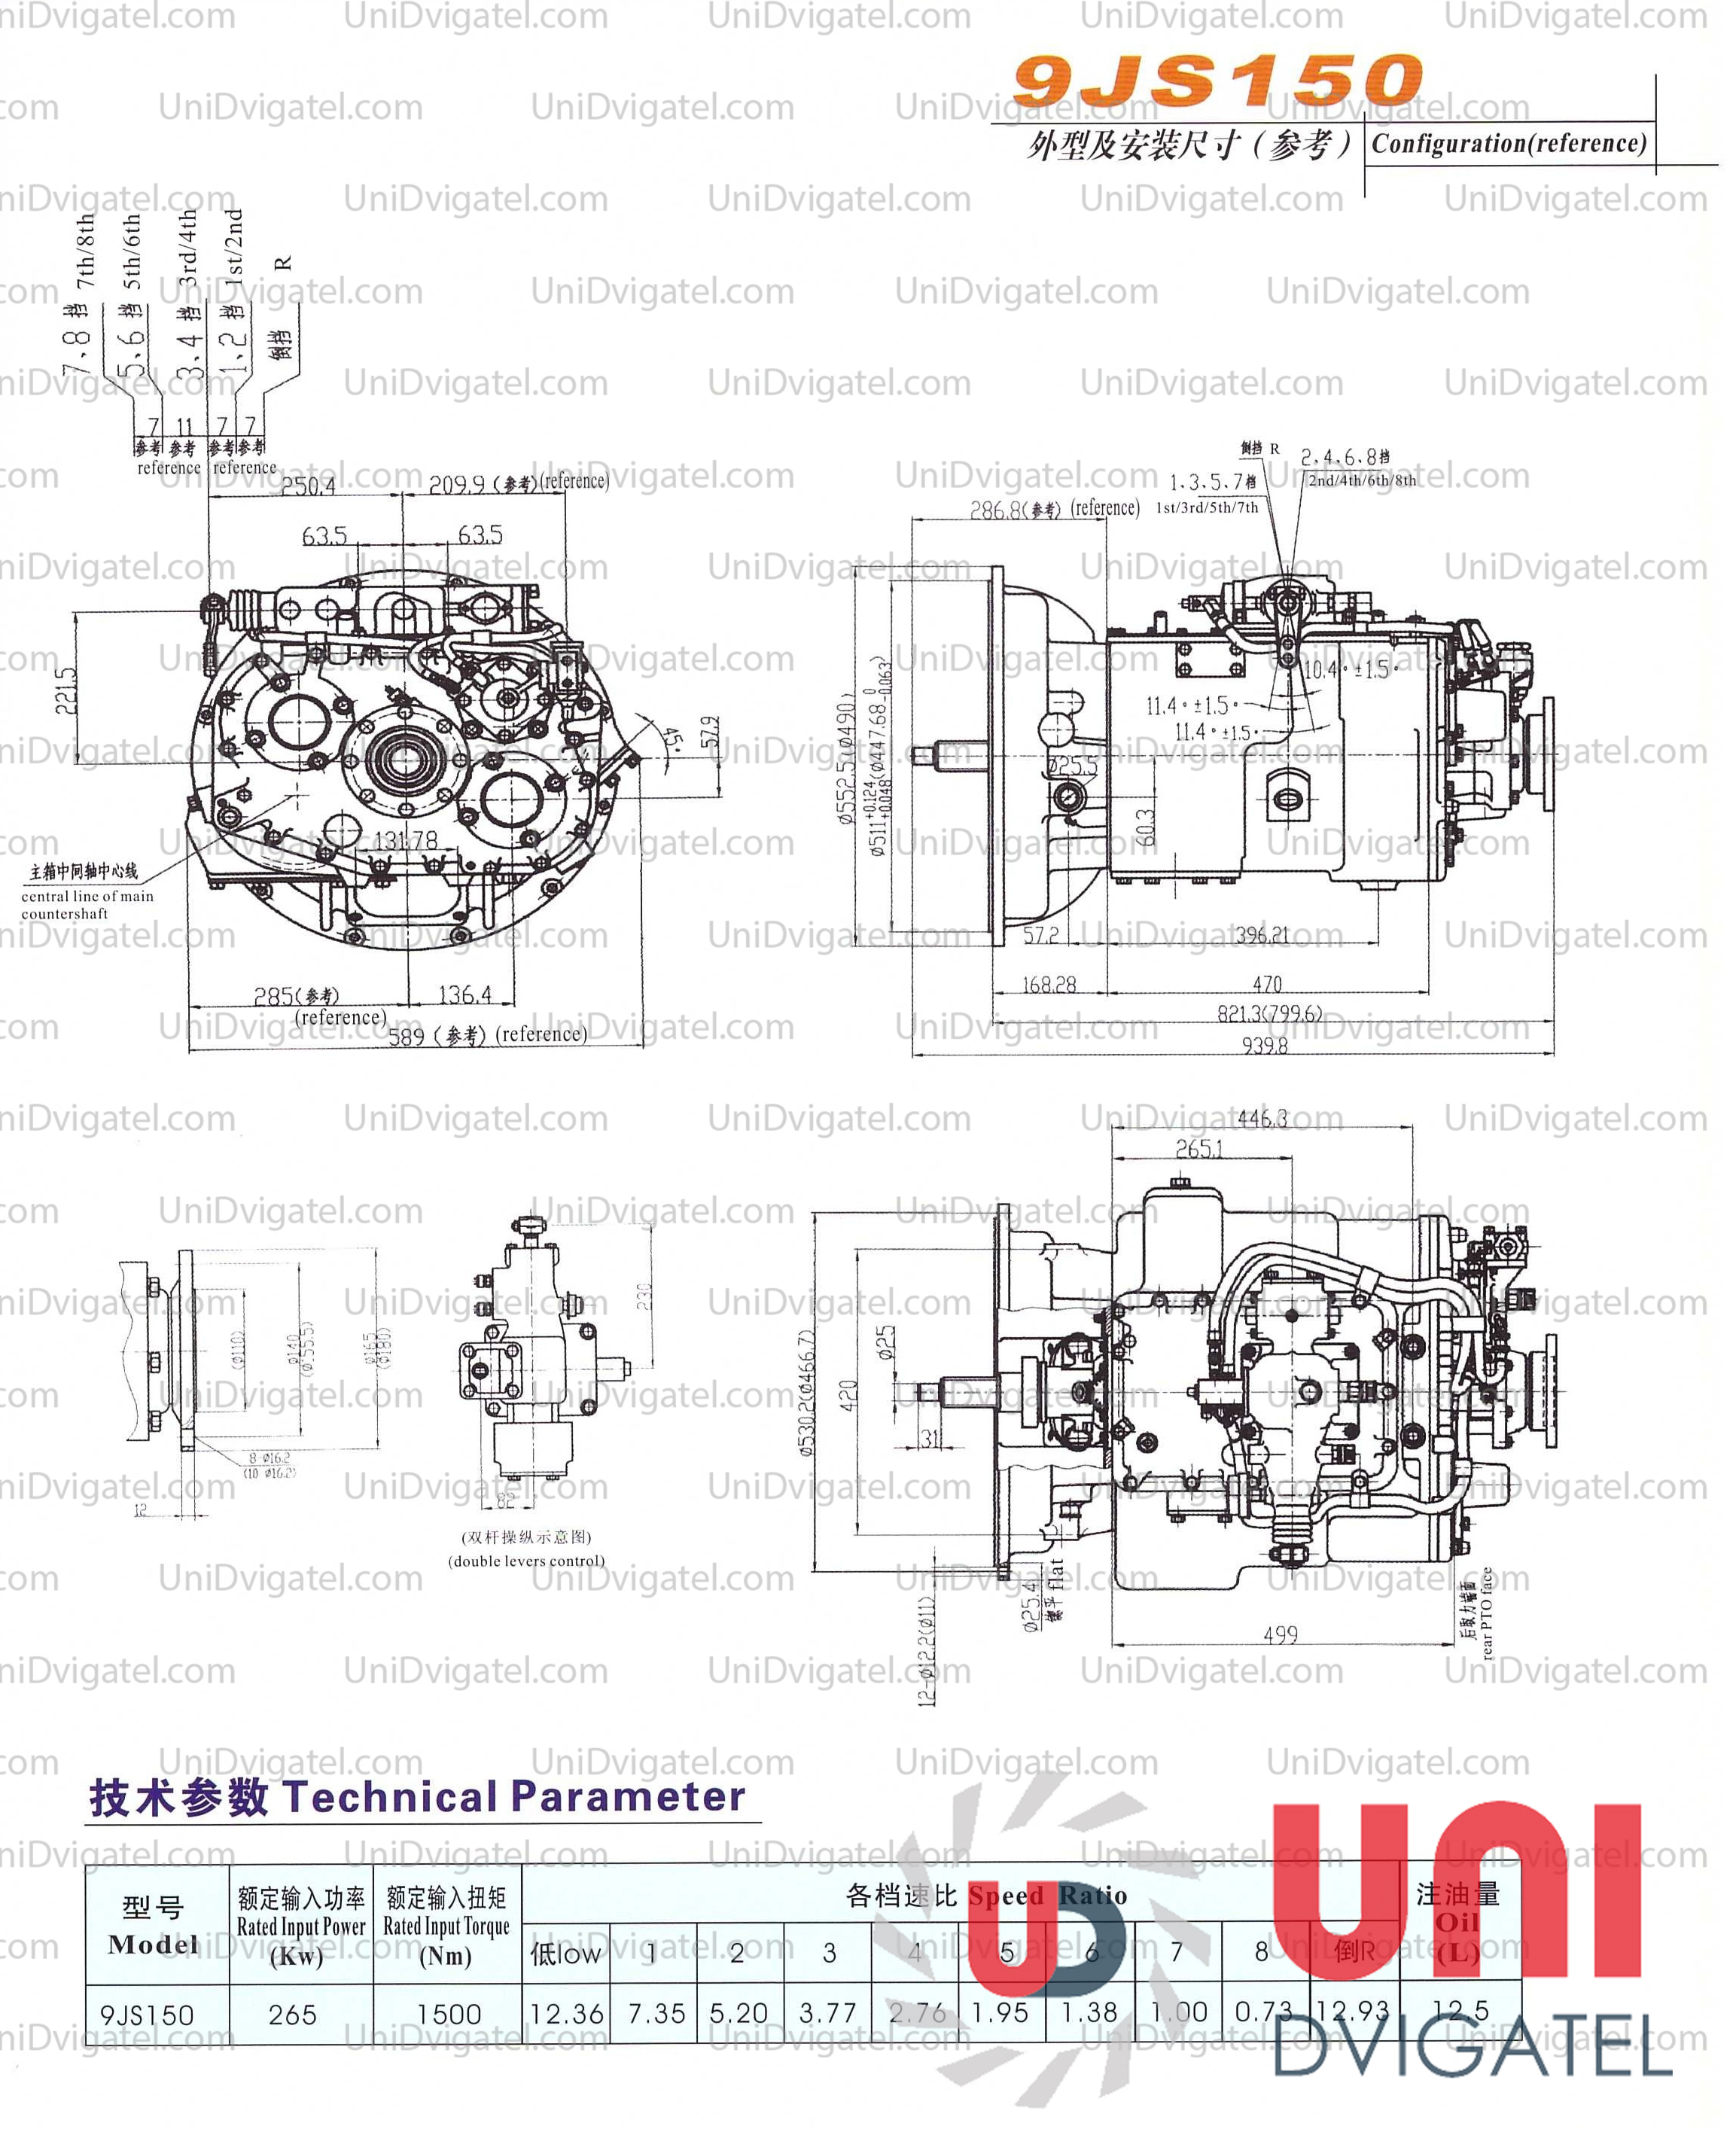 9JS150
外型及安装尺寸(参考) Configuration(reference)
7、8挡 7th/8th
5、6挡 5th/6th
3、4挡 3rd/4th
1、2挡 1st/2nd
倒挡 R
7 11 7 7
参考 参考 参考 参考
reference reference
250.4 209.9(参考)(reference)
63.5 63.5
221.5
45°
57.9
131.78
主箱中间轴中心线
central line of main
countershaft
285(参考)
(reference)
136.4
589(参考)(reference)
倒挡 R
2、4、6、8挡
2nd/4th/6th/8th
1、3、5、7档
1st/3rd/5th/7th
286.8(参考)(reference)
10.4°±1.5°
11.4°±1.5°
11.4°±1.5°
ø552.5(ø490)
ø511+0.124 +0.048(ø447.68 0 -0.063)
ø25.5
60.3
57.2 396.21
168.28 470
821.3(799.6)
939.8
446.3
265.1
ø530.2(ø466.7)
420
ø25
31
12-ø12.2(ø11)
ø25.4
锪平 flat
499
后取力端面
rear PTO face
(ø110)
ø140
(ø155.5)
ø165
(ø180)
8-ø16.2
(10 ø16.2)
12
230
82
(双杆操纵示意图)
(double levers control)
技术参数 Technical Parameter
型号
Model
额定输入功率
Rated Input Power
(Kw)
额定输入扭矩
Rated Input Torque
(Nm)
各档速比 Speed Ratio
注油量
Oil
(L)
低low 1 2 3 4 5 6 7 8 倒R
9JS150 265 1500 12.36 7.35 5.20 3.77 2.76 1.95 1.38 1.00 0.73 12.93 12.5
UD
UNI
DVIGATEL
UniDvigatel.com